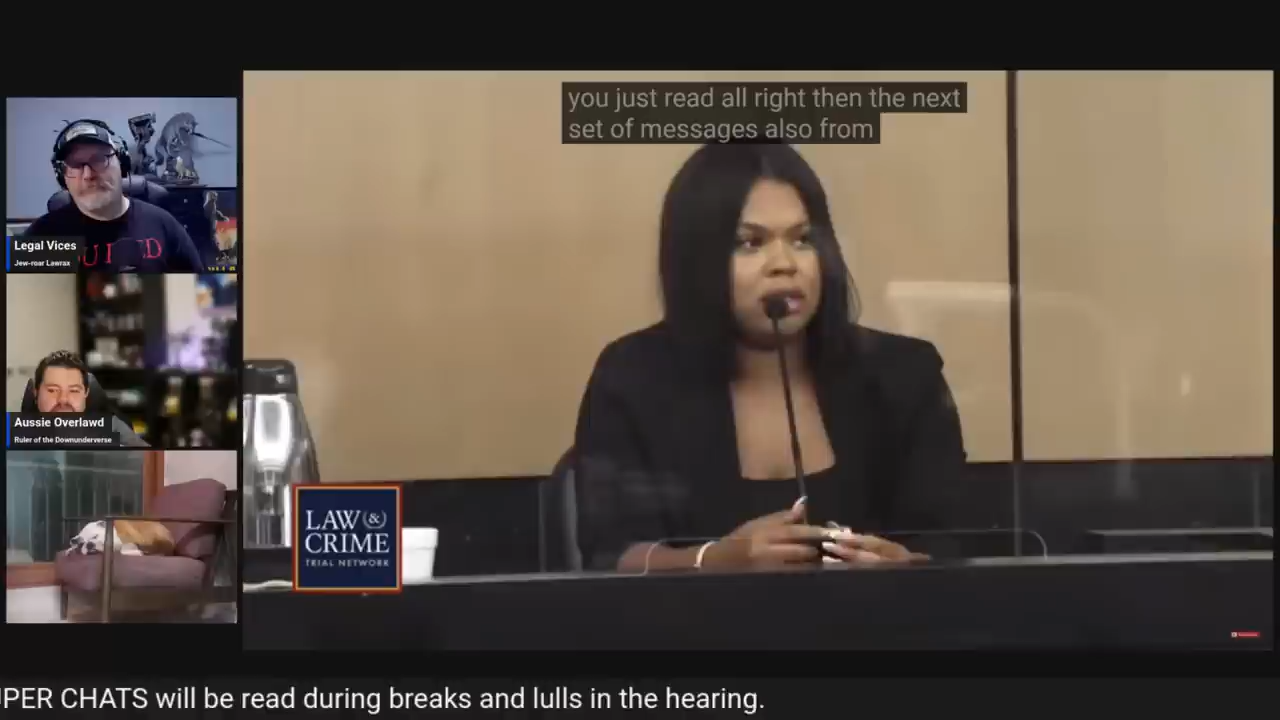 you just read all right then the next
set of messages also from
Legal Vices
Jew-roar Lawrax
Aussie Overlawd
Ruler of the Downunderverse
LAW &
CRIME
TRIAL NETWORK
UPER CHATS will be read during breaks and lulls in the hearing.